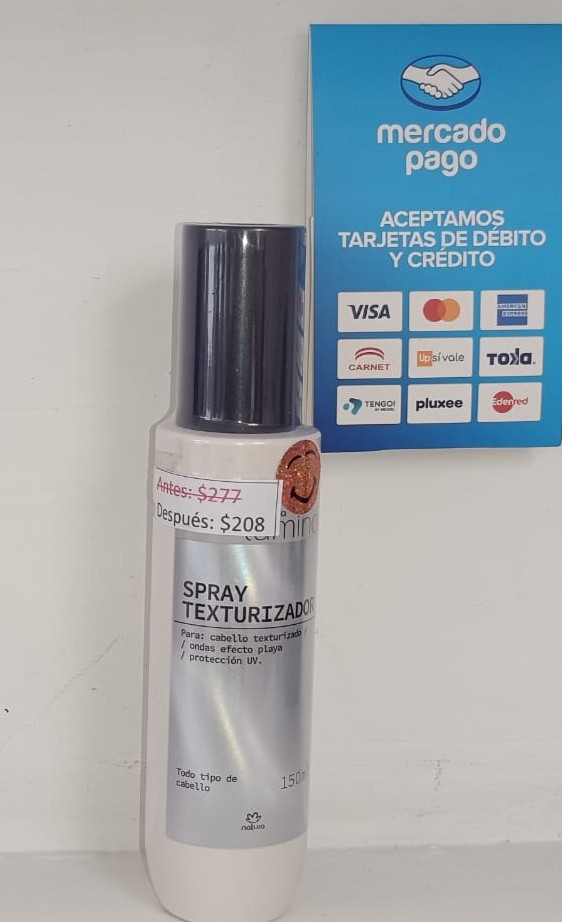 mercado
pago
ACEPTAMOS
TARJETAS DE DÉBITO
Y CRÉDITO
VISA
AMERICAN
EXPRESS
CARNET
Up sí vale
TOKA
TENGO!
pluxee
Edenred
Antes: $277
Después: $208
SPRAY
TEXTURIZADOR
Para: cabello texturizado /
/ ondas efecto playa
/ protección UV.
Todo tipo de
cabello
150m
natura